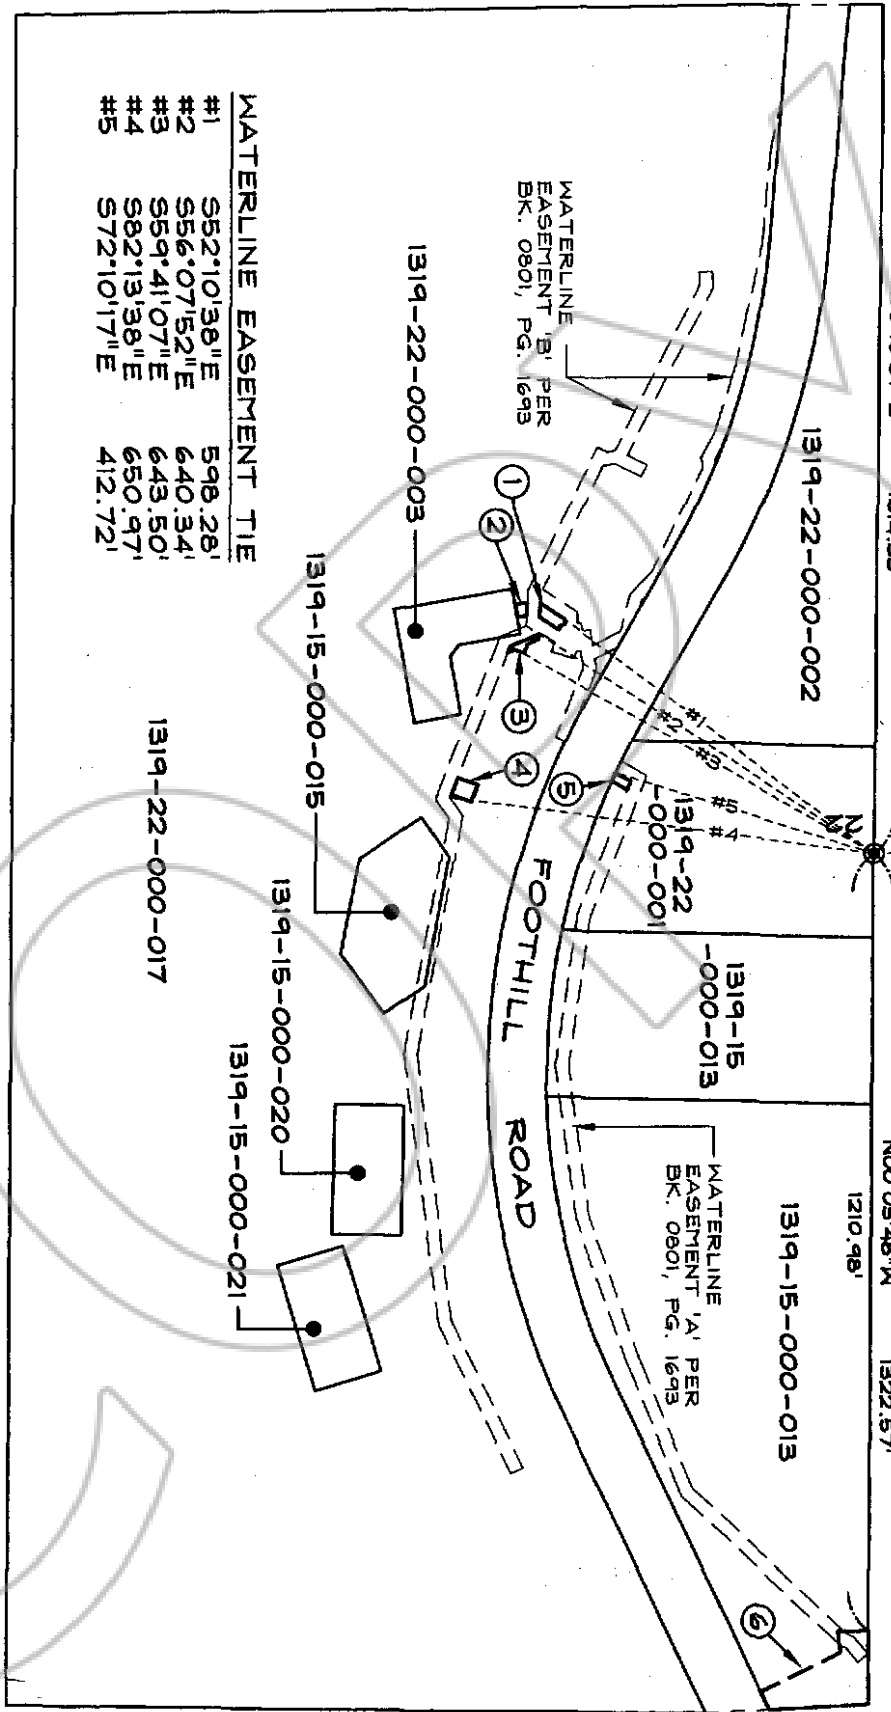 1210.98'
1322.57'
1319-22-000-002
1319-22
-000-001
1319-15
-000-013
1319-15-000-013
WATERLINE
EASEMENT 'A' PER
BK. 0801, PG. 1693
WATERLINE
EASEMENT 'B' PER
BK. 0801, PG. 1693
#1
#2
#3
#5
#4
FOOTHILL ROAD
1
2
3
4
5
6
1319-22-000-003
1319-15-000-015
1319-15-000-020
1319-15-000-021
1319-22-000-017
WATERLINE EASEMENT TIE
#1 S52°10'38"E 598.28'
#2 S56°07'52"E 640.34'
#3 S59°41'07"E 643.50'
#4 S82°13'38"E 650.97'
#5 S72°10'17"E 412.72'